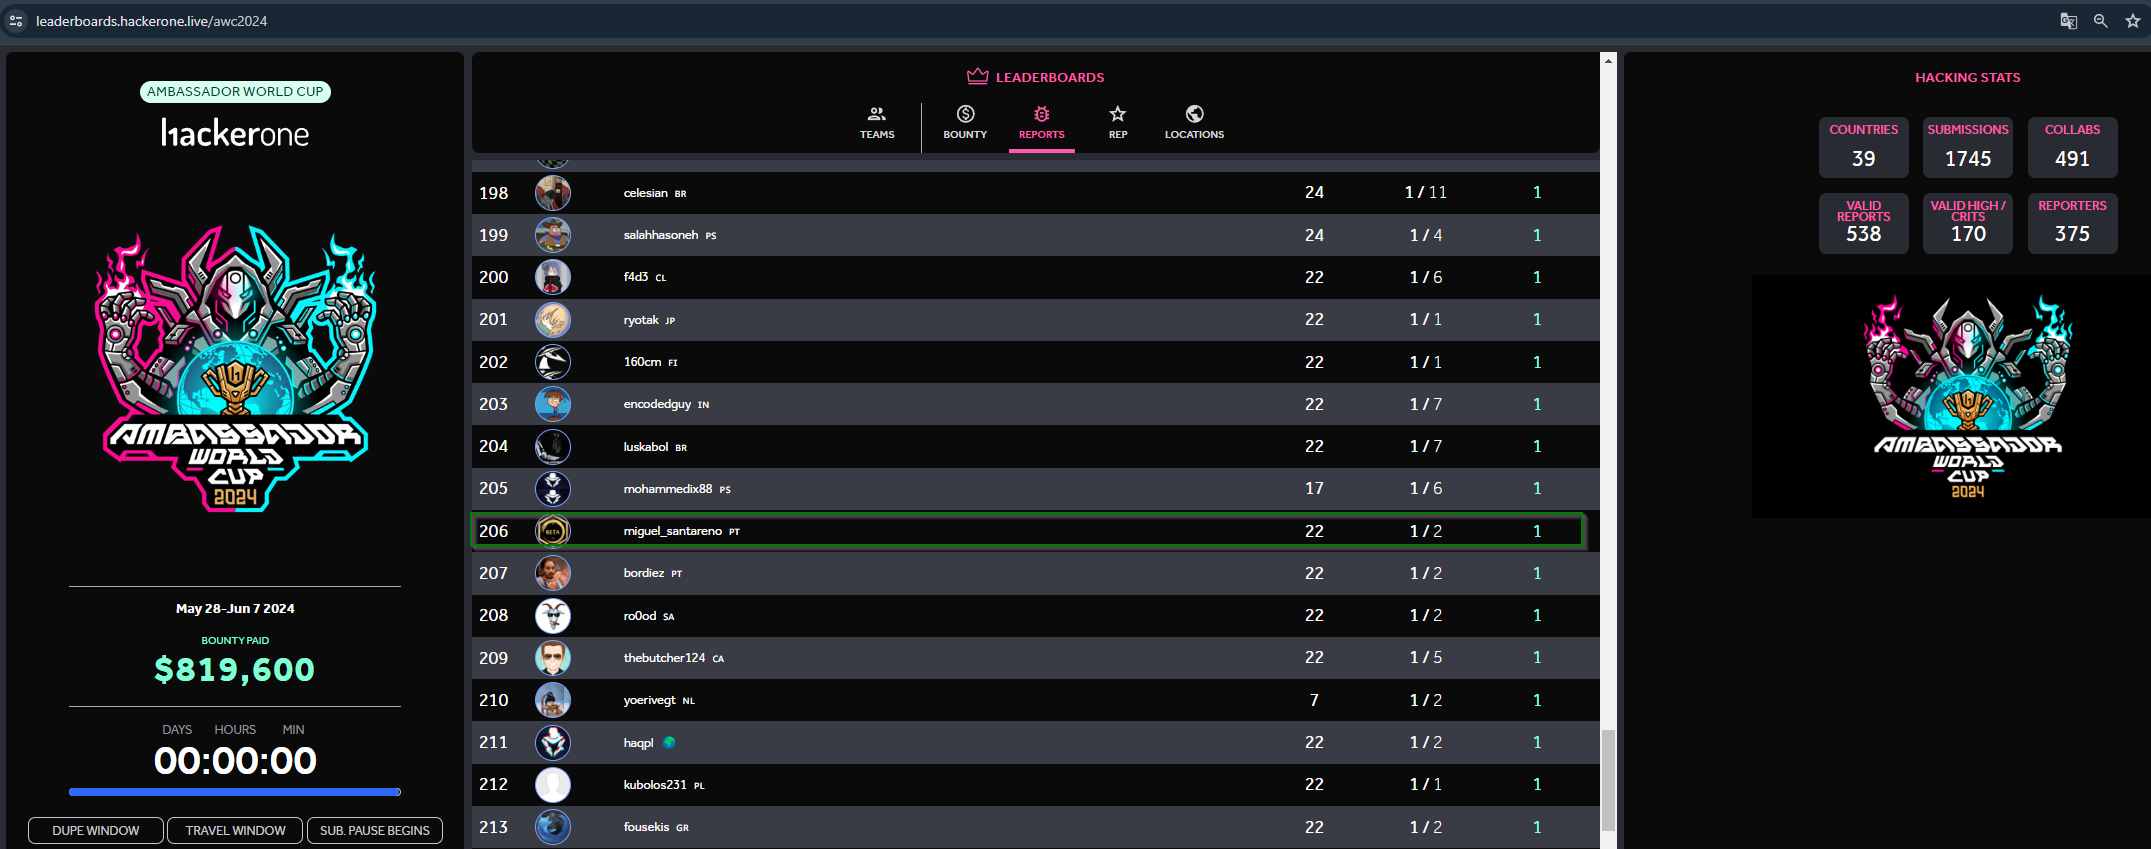 leaderboards.hackerone.live/awc2024
AMBASSADOR WORLD CUP
hackerone
AMBASSADOR
WORLD
CUP
2024
May 28-Jun 7 2024
BOUNTY PAID
$819,600
DAYS HOURS MIN
00:00:00
DUPE WINDOW TRAVEL WINDOW SUB. PAUSE BEGINS
LEADERBOARDS
TEAMS BOUNTY REPORTS REP LOCATIONS
198 celesian BR 24 1 / 11 1
199 salahhasoneh PS 24 1 / 4 1
200 f4d3 CL 22 1 / 6 1
201 ryotak JP 22 1 / 1 1
202 160cm FI 22 1 / 1 1
203 encodedguy IN 22 1 / 7 1
204 luskabol BR 22 1 / 7 1
205 mohammedix88 PS 17 1 / 6 1
206 BETA miguel_santareno PT 22 1 / 2 1
207 bordiez PT 22 1 / 2 1
208 ro0od SA 22 1 / 2 1
209 thebutcher124 CA 22 1 / 5 1
210 yoerivegt NL 7 1 / 2 1
211 haqpl 22 1 / 2 1
212 kubolos231 PL 22 1 / 1 1
213 fousekis GR 22 1 / 2 1
HACKING STATS
COUNTRIES SUBMISSIONS COLLABS
39 1745 491
VALID REPORTS VALID HIGH / CRITS REPORTERS
538 170 375
AMBASSADOR
WORLD
CUP
2024